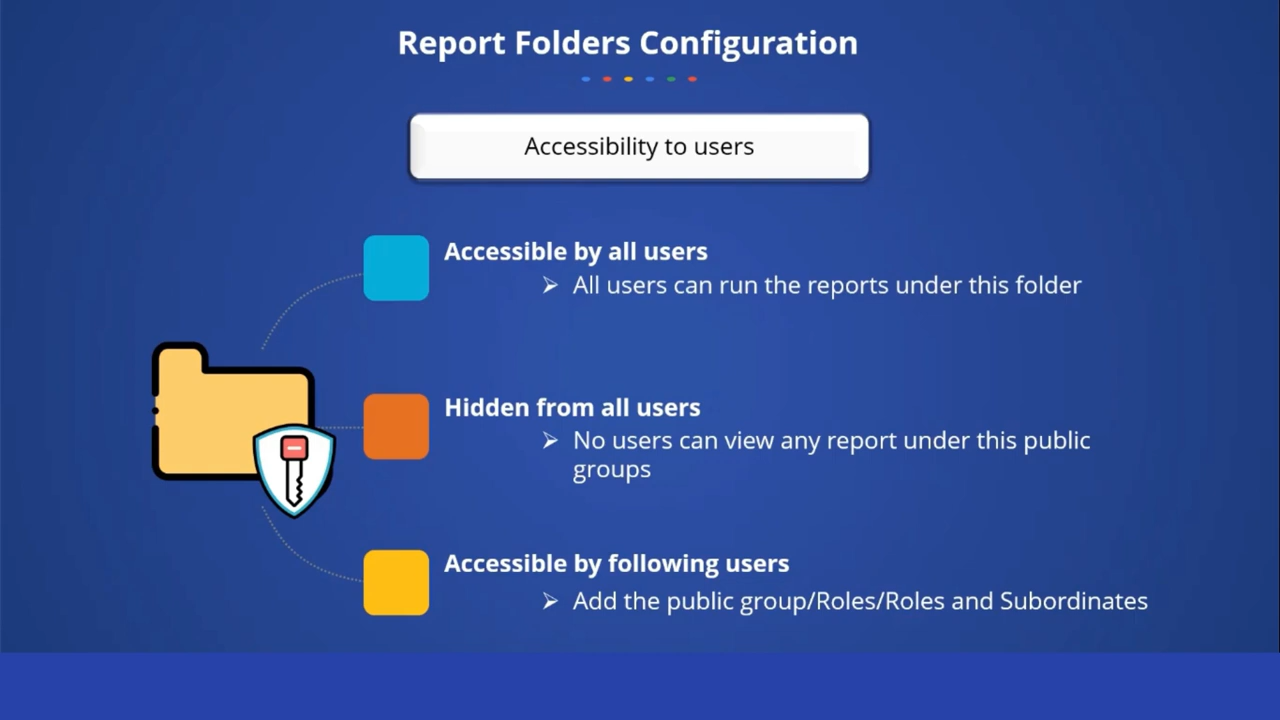 Report Folders Configuration
Accessibility to users
Accessible by all users
➢ All users can run the reports under this folder
Hidden from all users
➢ No users can view any report under this public
groups
Accessible by following users
➢ Add the public group/Roles/Roles and Subordinates